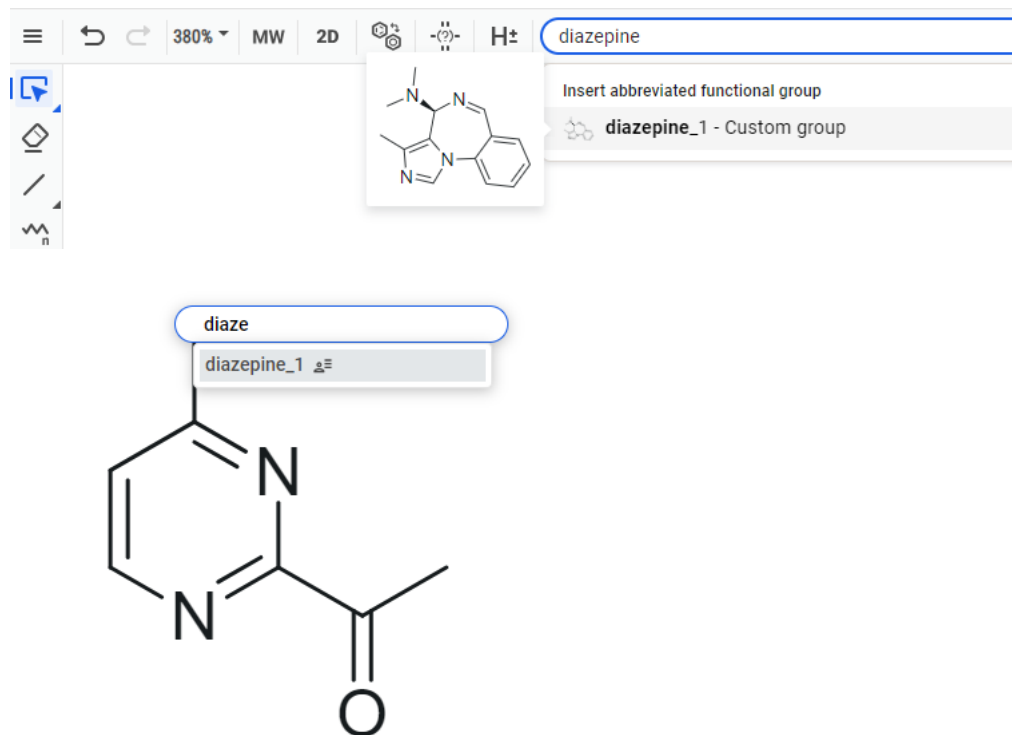 380% MW 2D -(?)- H± diazepine
Insert abbreviated functional group
diazepine_1 - Custom group
N
N
N
N
n
diaze
diazepine_1
N
N
O